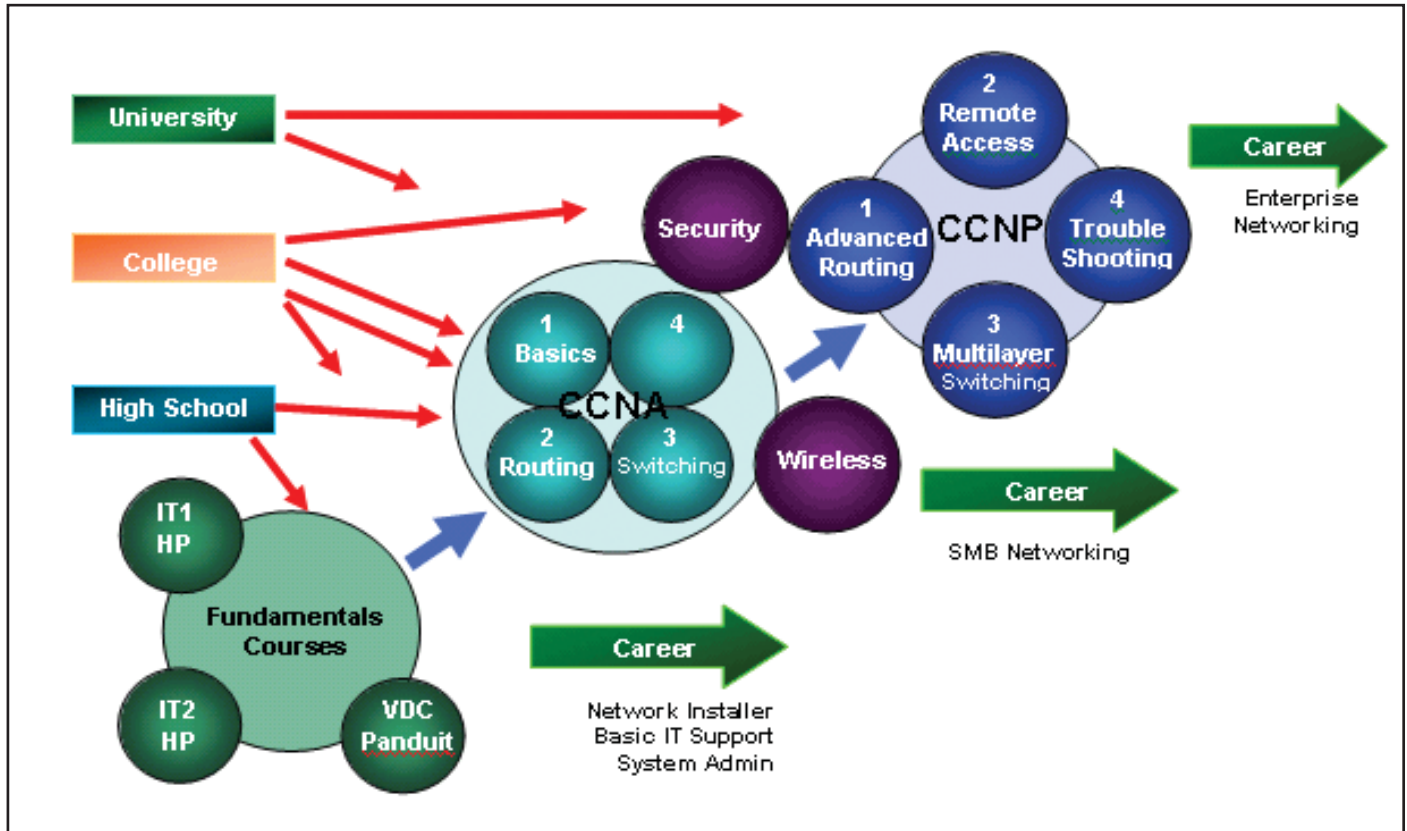 University
College
High School
IT1
HP
Fundamentals
Courses
IT2
HP
VDC
Panduit
1
Basics
4
CCNA
2
Routing
3
Switching
Security
Wireless
2
Remote
Access
1
Advanced
Routing
CCNP
4
Trouble
Shooting
3
Multilayer
Switching
Career
Enterprise
Networking
Career
SMB Networking
Career
Network Installer
Basic IT Support
System Admin